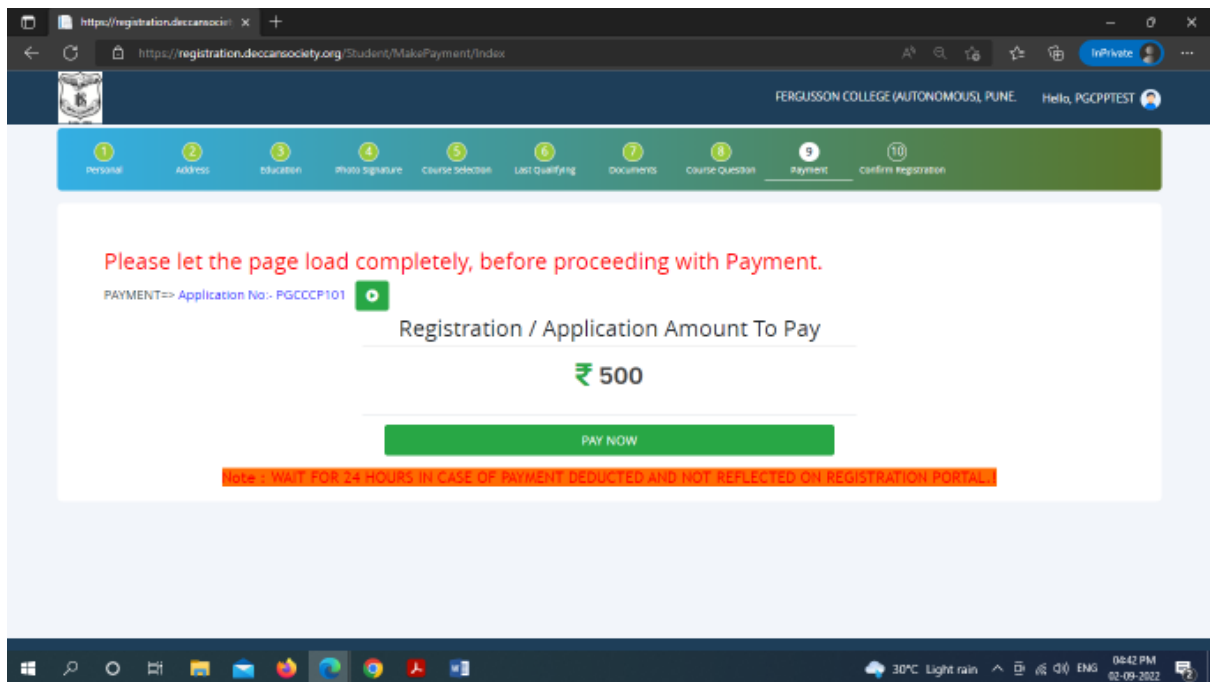 https://registration.deccansociet
https://registration.deccansociety.org/Student/MakePayment/Index
InPrivate
FERGUSSON COLLEGE (AUTONOMOUS), PUNE.
Hello, PGCPPTEST
1 2 3 4 5 6 7 8 9 10
Personal Address Education Photo Signature Course Selection Last Qualifying Documents Course Question Payment Confirm Registration
Please let the page load completely, before proceeding with Payment.
PAYMENT=> Application No:- PGCCCP101
Registration / Application Amount To Pay
₹ 500
PAY NOW
Note : WAIT FOR 24 HOURS IN CASE OF PAYMENT DEDUCTED AND NOT REFLECTED ON REGISTRATION PORTAL.!
30°C Light rain ENG 04:42 PM
02-09-2022
2